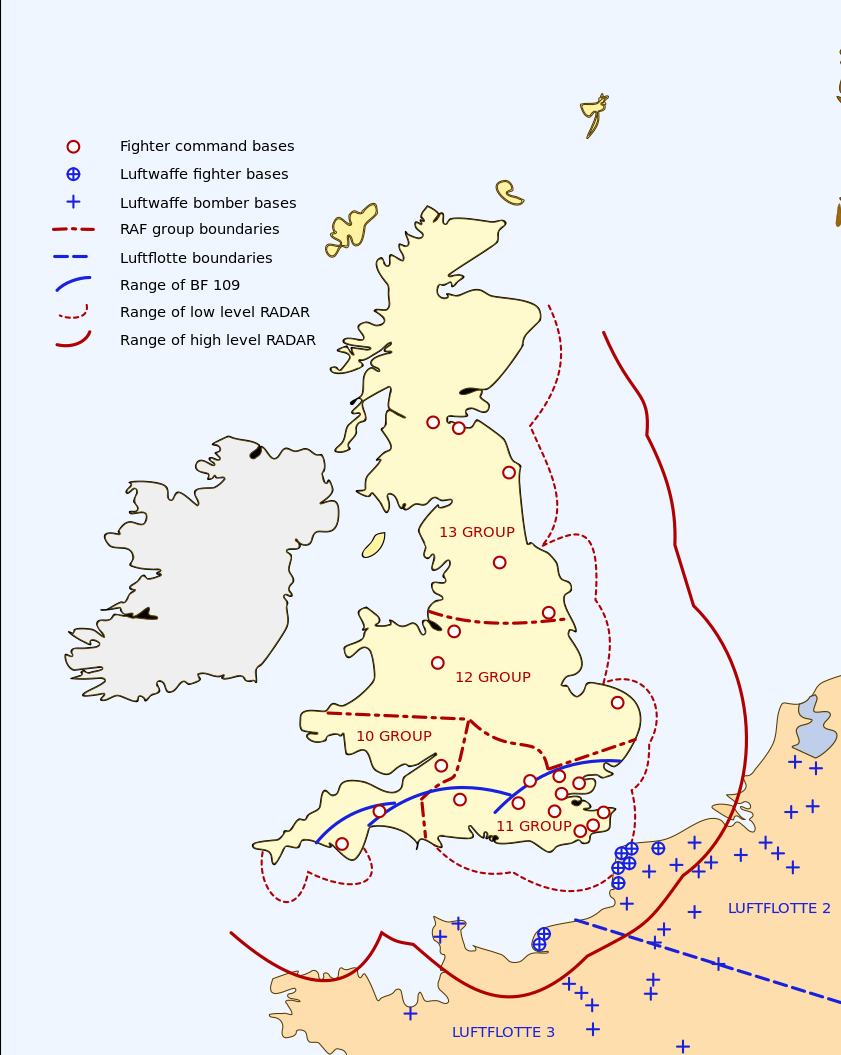 Fighter command bases
Luftwaffe fighter bases
Luftwaffe bomber bases
RAF group boundaries
Luftflotte boundaries
Range of BF 109
Range of low level RADAR
Range of high level RADAR
13 GROUP
12 GROUP
10 GROUP
11 GROUP
LUFTFLOTTE 2
LUFTFLOTTE 3